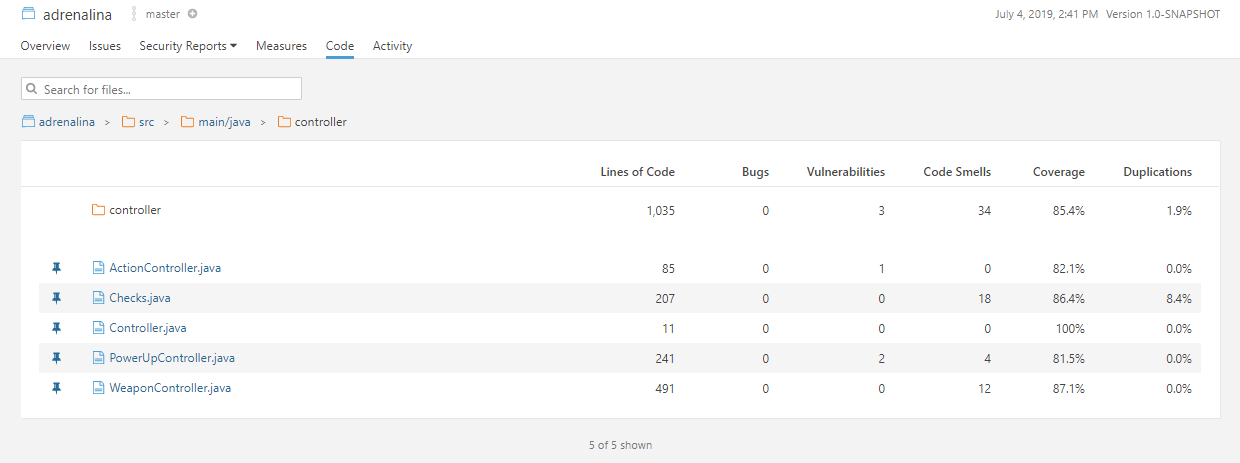 adrenalina master July 4, 2019, 2:41 PM Version 1.0-SNAPSHOT
Overview Issues Security Reports Measures Code Activity
Search for files...
adrenalina > src > main/java > controller
Lines of Code Bugs Vulnerabilities Code Smells Coverage Duplications
controller 1,035 0 3 34 85.4% 1.9%
ActionController.java 85 0 1 0 82.1% 0.0%
Checks.java 207 0 0 18 86.4% 8.4%
Controller.java 11 0 0 0 100% 0.0%
PowerUpController.java 241 0 2 4 81.5% 0.0%
WeaponController.java 491 0 0 12 87.1% 0.0%
5 of 5 shown